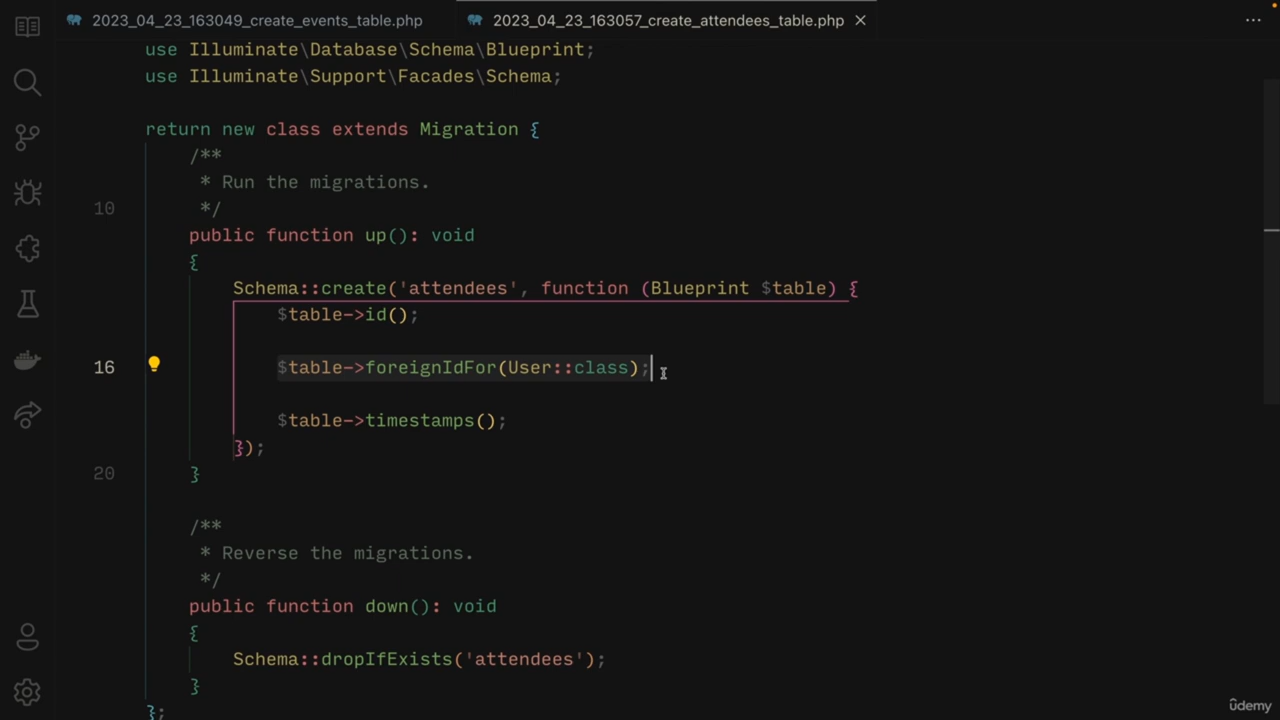 2023_04_23_163049_create_events_table.php
2023_04_23_163057_create_attendees_table.php
use Illuminate\Database\Schema\Blueprint;
use Illuminate\Support\Facades\Schema;
return new class extends Migration {
/**
* Run the migrations.
10 */
public function up(): void
{
Schema::create('attendees', function (Blueprint $table) {
$table->id();
16 $table->foreignIdFor(User::class);
$table->timestamps();
});
20 }
/**
* Reverse the migrations.
*/
public function down(): void
{
Schema::dropIfExists('attendees');
}
};
ûdemy